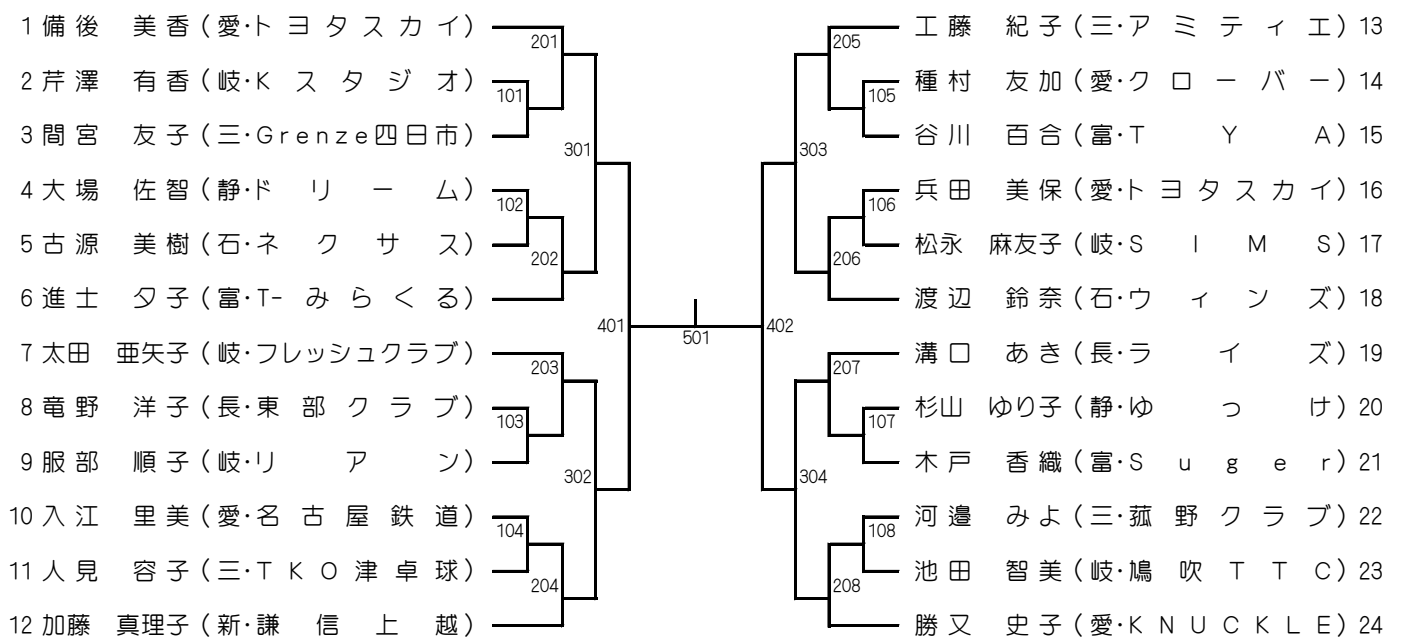 1 備後 美香 (愛・トヨタスカイ)
2 芹澤 有香 (岐・Kスタジオ)
3 間宮 友子 (三・Grenze四日市)
4 大場 佐智 (静・ドリーム)
5 古源 美樹 (石・ネクサス)
6 進士 夕子 (富・T-みらくる)
7 太田 亜矢子 (岐・フレッシュクラブ)
8 竜野 洋子 (長・東部クラブ)
9 服部 順子 (岐・リアン)
10 入江 里美 (愛・名古屋鉄道)
11 人見 容子 (三・TKO津卓球)
12 加藤 真理子 (新・謙信上越)
201
101
301
102
202
401
203
103
302
104
204
501
402
205
105
303
106
206
207
107
304
108
208
工藤 紀子 (三・アミティエ) 13
種村 友加 (愛・クローバー) 14
谷川 百合 (富・TYA) 15
兵田 美保 (愛・トヨタスカイ) 16
松永 麻友子 (岐・SIMS) 17
渡辺 鈴奈 (石・ウィンズ) 18
溝口 あき (長・ライズ) 19
杉山 ゆり子 (静・ゆっけ) 20
木戸 香織 (富・Suger) 21
河邉 みよ (三・菰野クラブ) 22
池田 智美 (岐・鳩吹TTC) 23
勝又 史子 (愛・KNUCKLE) 24